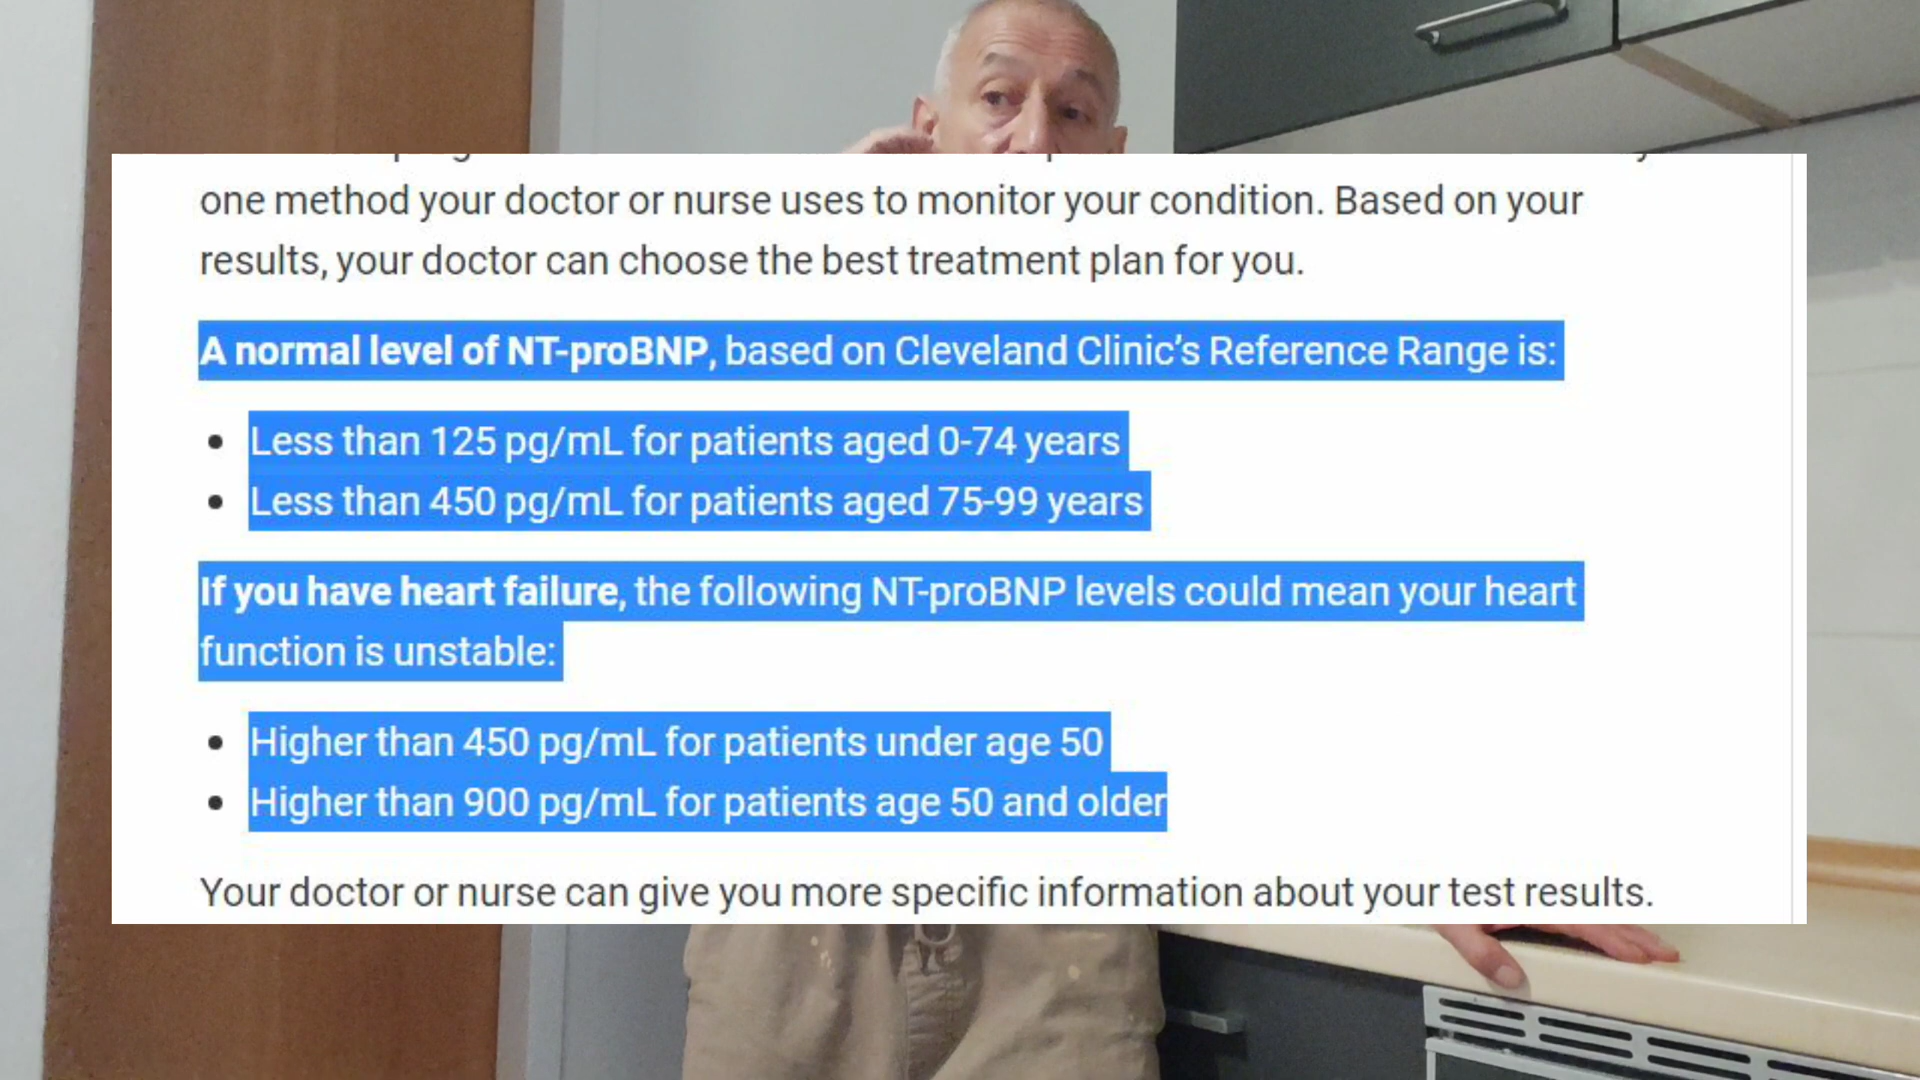 one method your doctor or nurse uses to monitor your condition. Based on your
results, your doctor can choose the best treatment plan for you.
A normal level of NT-proBNP, based on Cleveland Clinic’s Reference Range is:
• Less than 125 pg/mL for patients aged 0-74 years
• Less than 450 pg/mL for patients aged 75-99 years
If you have heart failure, the following NT-proBNP levels could mean your heart
function is unstable:
• Higher than 450 pg/mL for patients under age 50
• Higher than 900 pg/mL for patients age 50 and older
Your doctor or nurse can give you more specific information about your test results.